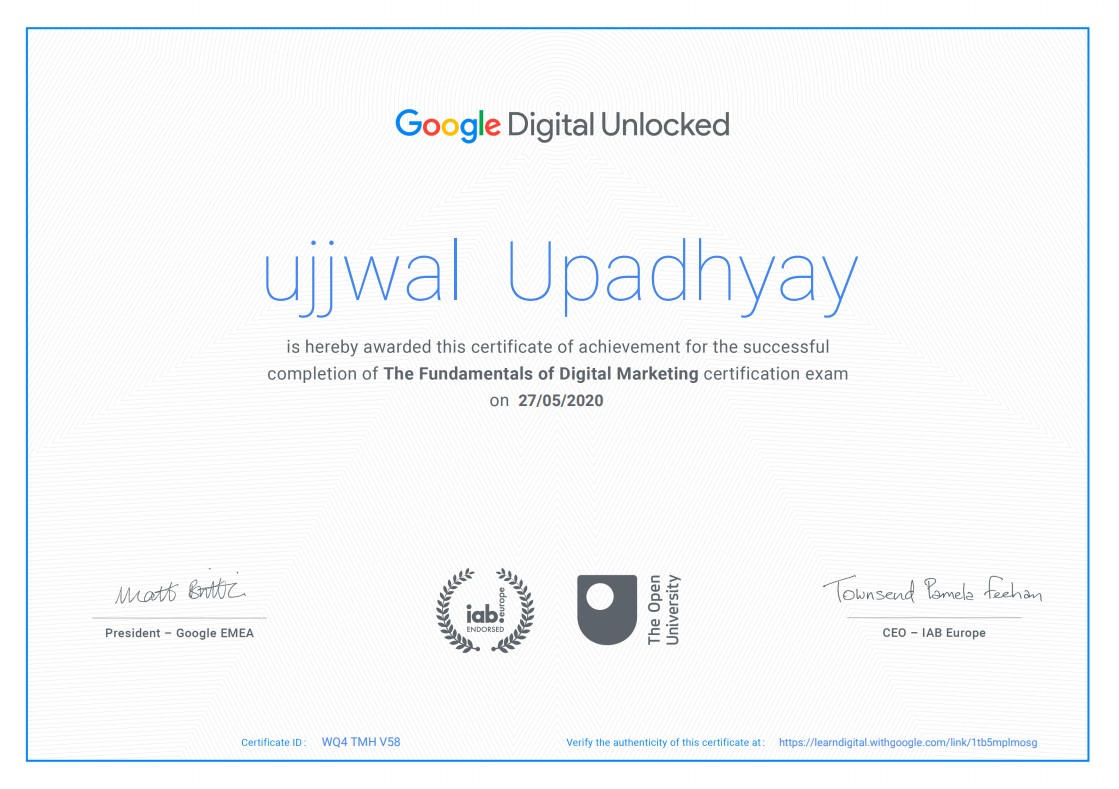 Google Digital Unlocked
ujjwal Upadhyay
is hereby awarded this certificate of achievement for the successful
completion of The Fundamentals of Digital Marketing certification exam
on 27/05/2020
Matt Brittin
President – Google EMEA
iab europe
ENDORSED
The Open
University
Townsend Pamela Feehan
CEO – IAB Europe
Certificate ID: WQ4 TMH V58
Verify the authenticity of this certificate at: https://learndigital.withgoogle.com/link/1tb5mplmosg